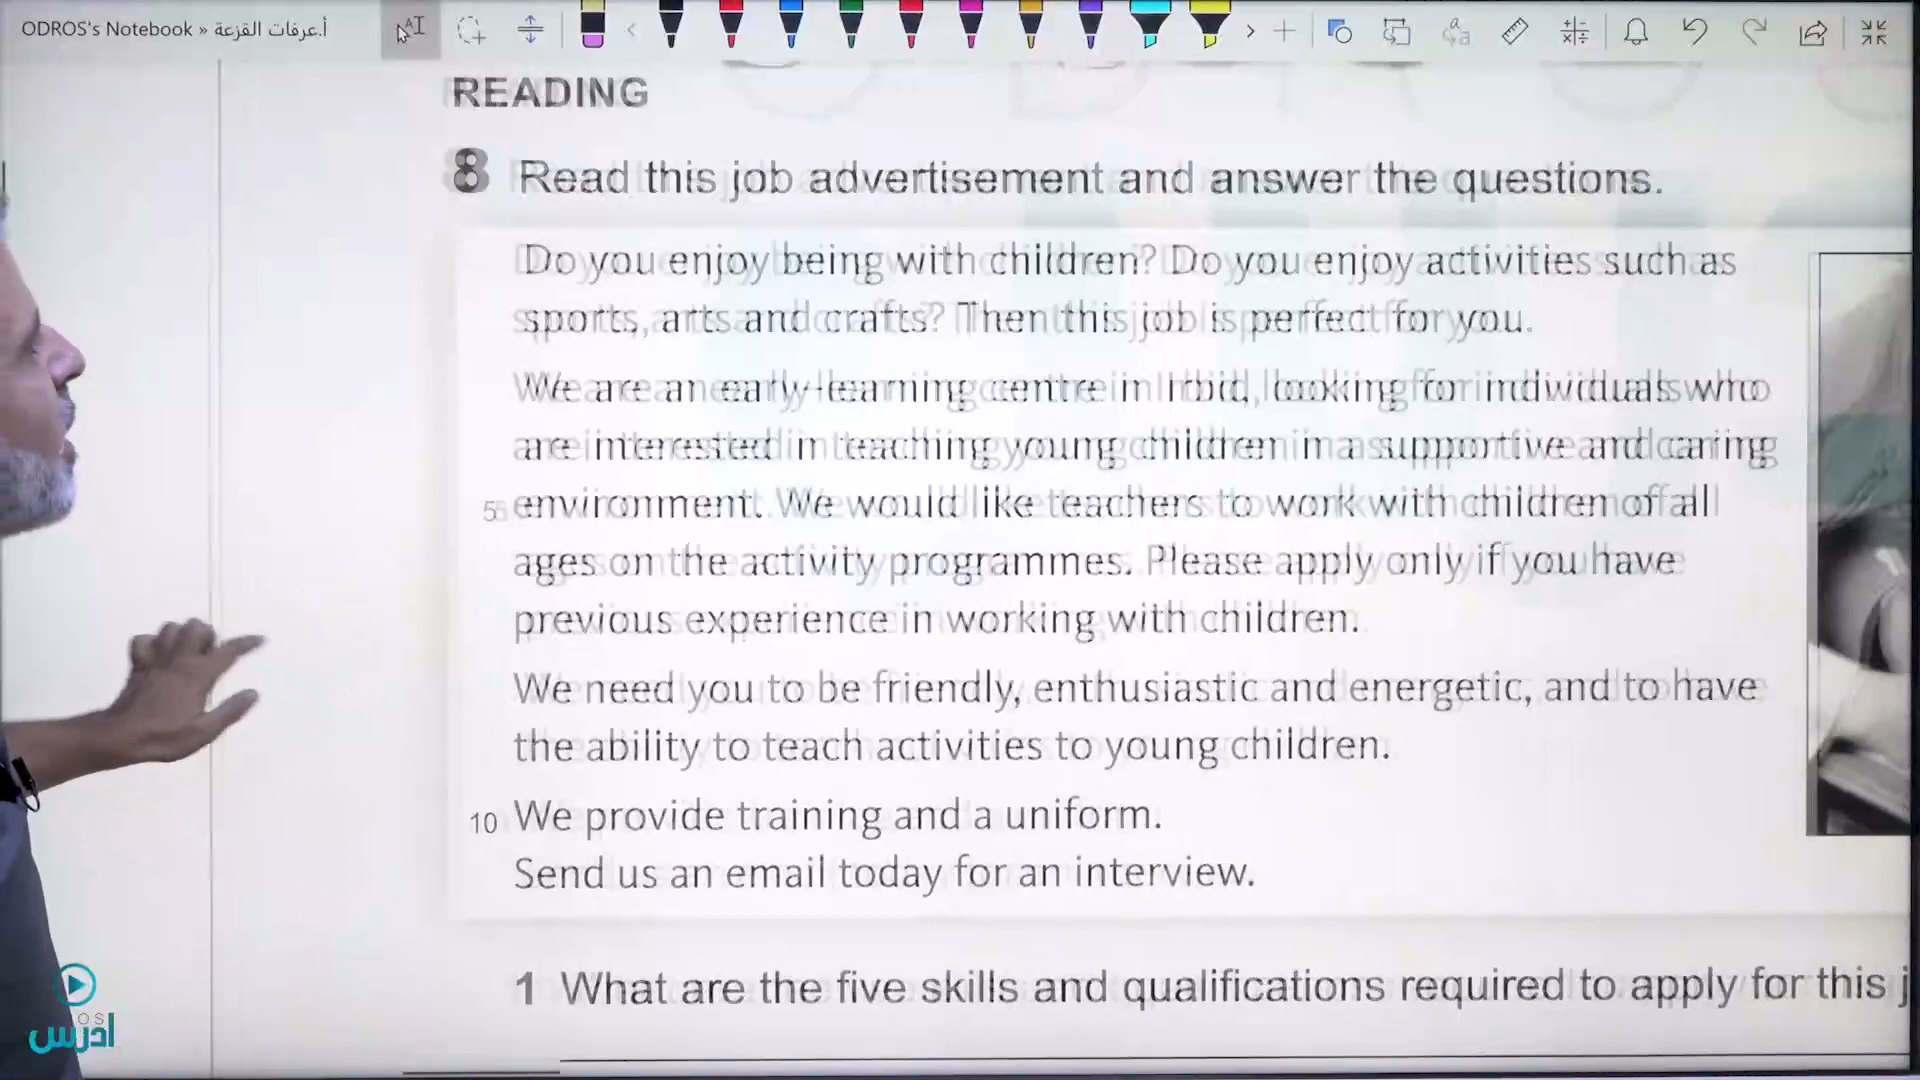 ODROS's Notebook » أ.عرفات القزعة
READING
8 Read this job advertisement and answer the questions.
Do you enjoy being with children? Do you enjoy activities such as
sports, arts and crafts? Then this job is perfect for you.
We are an early-learning centre in Irbid, looking for individuals who
are interested in teaching young children in a supportive and caring
5 environment. We would like teachers to work with children of all
ages on the activity programmes. Please apply only if you have
previous experience in working with children.
We need you to be friendly, enthusiastic and energetic, and to have
the ability to teach activities to young children.
10 We provide training and a uniform.
Send us an email today for an interview.
1 What are the five skills and qualifications required to apply for this j
OS
ادرس